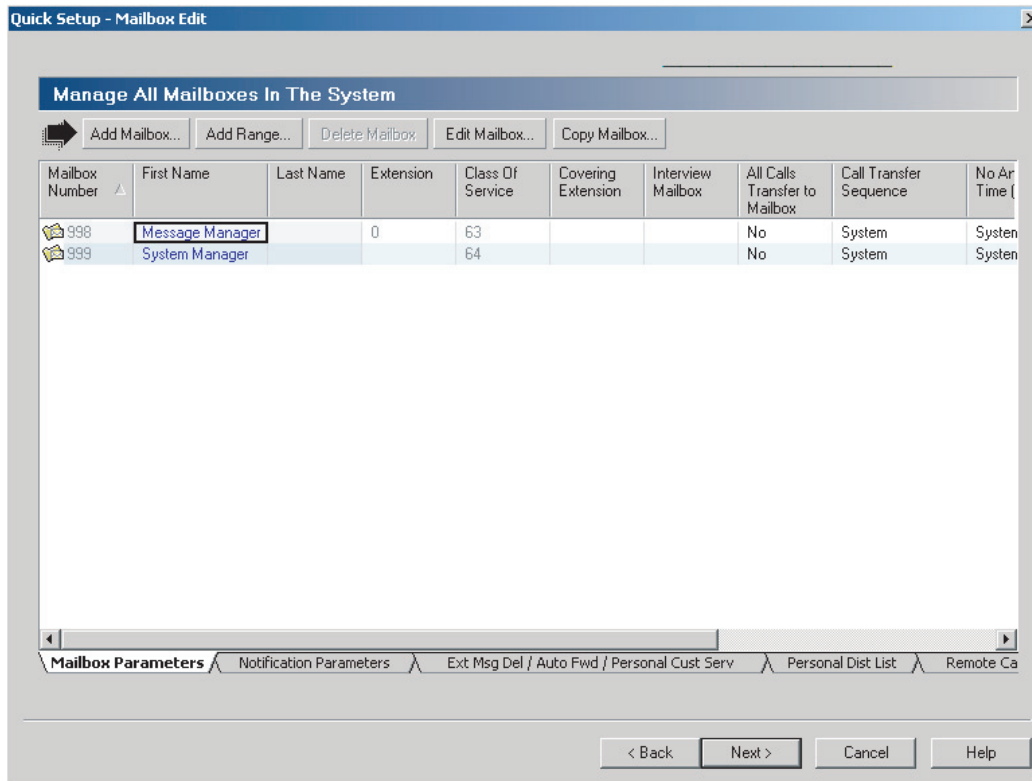 Quick Setup - Mailbox Edit
Manage All Mailboxes In The System
Add Mailbox... Add Range... Delete Mailbox Edit Mailbox... Copy Mailbox...
Mailbox Number First Name Last Name Extension Class Of Service Covering Extension Interview Mailbox All Calls Transfer to Mailbox Call Transfer Sequence No An Time (
998 Message Manager 0 63 No System System
999 System Manager 64 No System System
Mailbox Parameters Notification Parameters Ext Msg Del / Auto Fwd / Personal Cust Serv Personal Dist List Remote Ca
< Back Next > Cancel Help